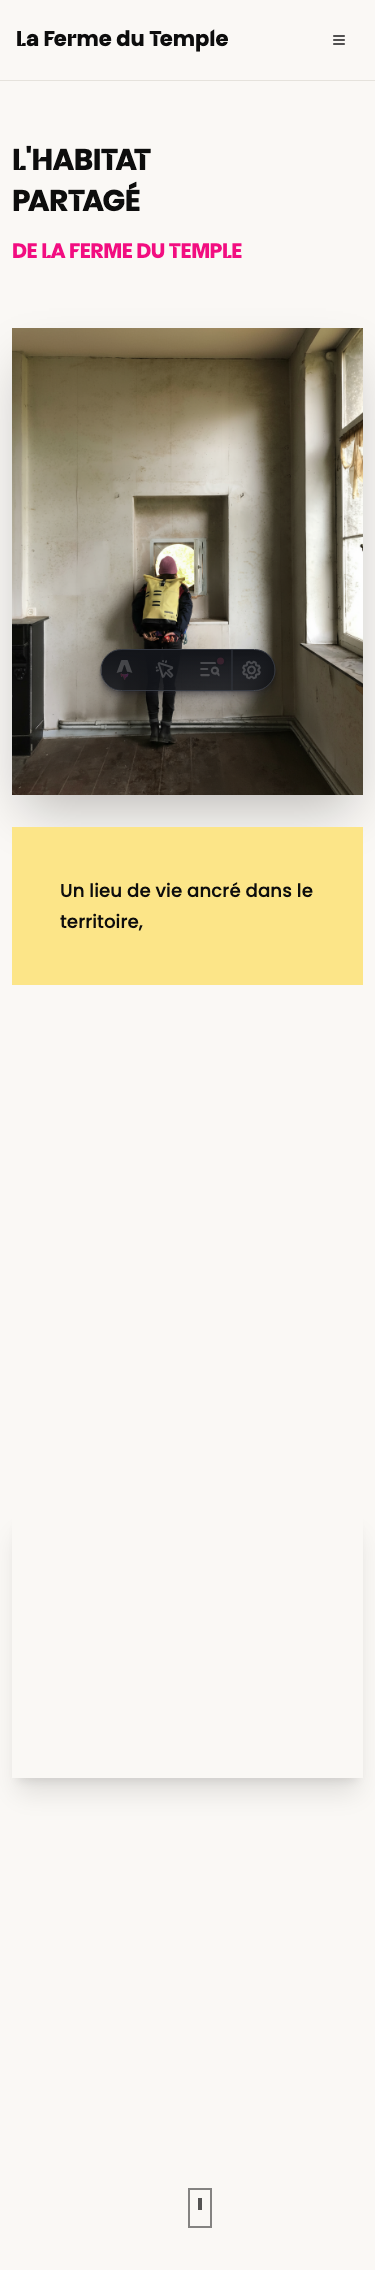 La Ferme du Temple
L'HABITAT
PARTAGÉ
DE LA FERME DU TEMPLE
Un lieu de vie ancré dans le
territoire,